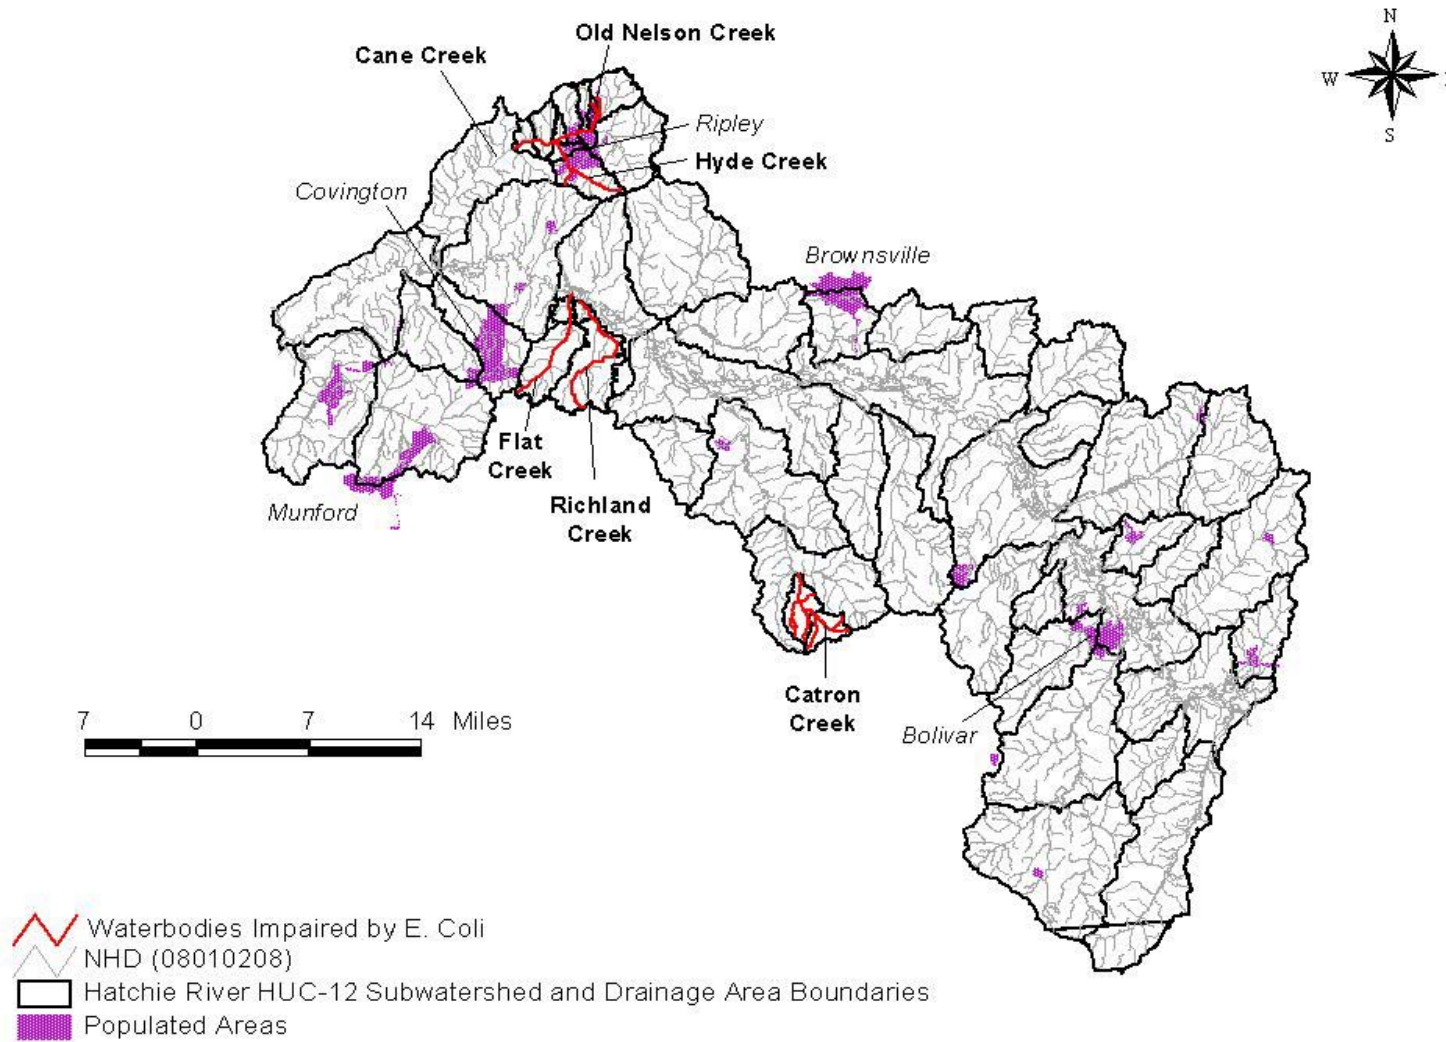 Old Nelson Creek
Cane Creek
N
W
S
Ripley
Hyde Creek
Covington
Brownsville
Flat
Creek
Richland
Creek
Munford
Catron
Creek
Bolivar
7 0 7 14 Miles
Waterbodies Impaired by E. Coli
NHD (08010208)
Hatchie River HUC-12 Subwatershed and Drainage Area Boundaries
Populated Areas